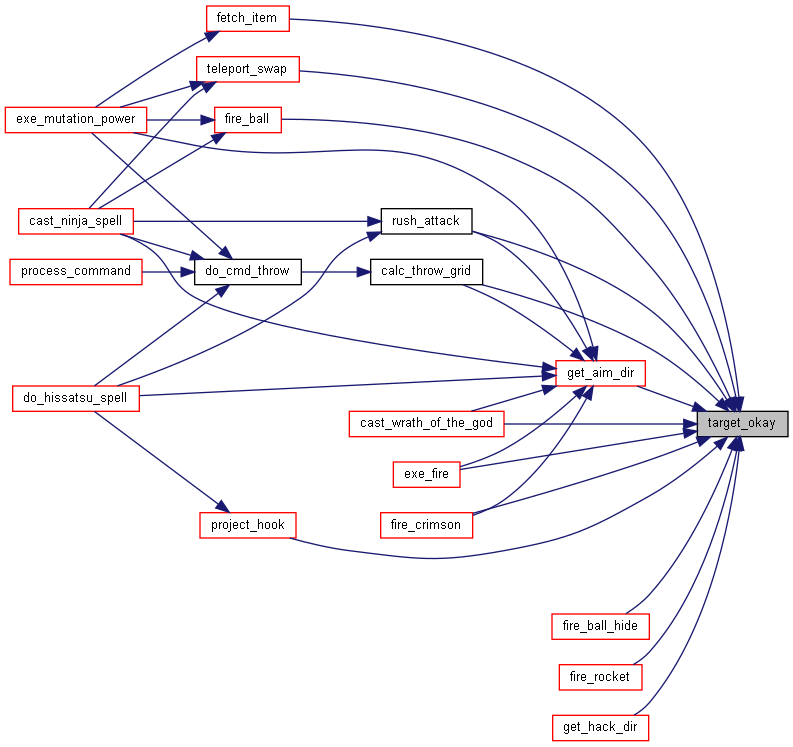 fetch_item
teleport_swap
exe_mutation_power
fire_ball
cast_ninja_spell
rush_attack
process_command
do_cmd_throw
calc_throw_grid
get_aim_dir
do_hissatsu_spell
cast_wrath_of_the_god
target_okay
exe_fire
project_hook
fire_crimson
fire_ball_hide
fire_rocket
get_hack_dir